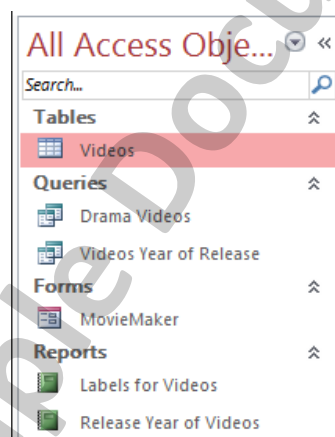 All Access Obje...
Search...
Tables
Videos
Queries
Drama Videos
Videos Year of Release
Forms
MovieMaker
Reports
Labels for Videos
Release Year of Videos